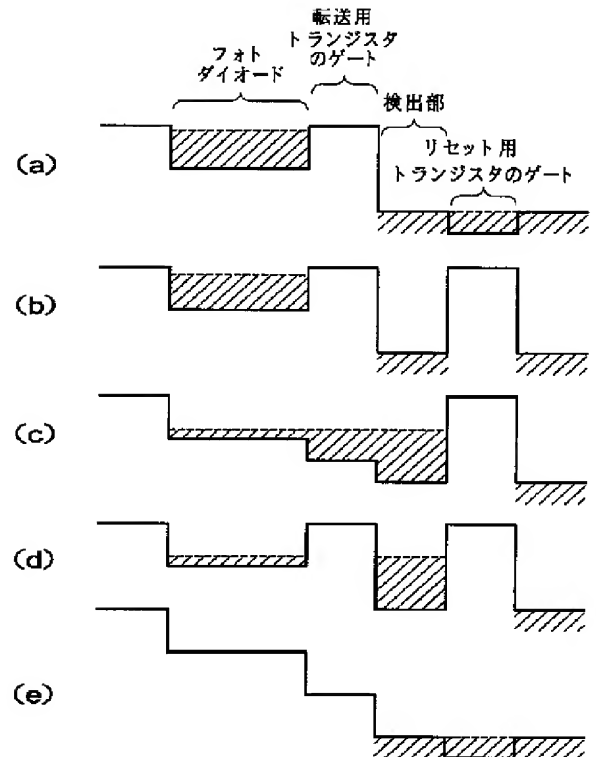 転送用
トランジスタ
のゲート
フォト
ダイオード
検出部
リセット用
トランジスタのゲート
(a)
(b)
(c)
(d)
(e)